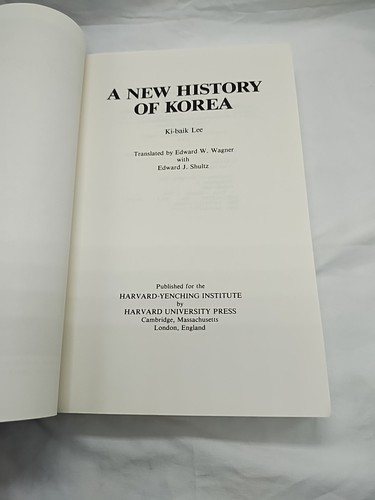 A NEW HISTORY
OF KOREA
Ki-baik Lee
Translated by Edward W. Wagner
with
Edward J. Shultz
Published for the
HARVARD-YENCHING INSTITUTE
by
HARVARD UNIVERSITY PRESS
Cambridge, Massachusetts
London, England